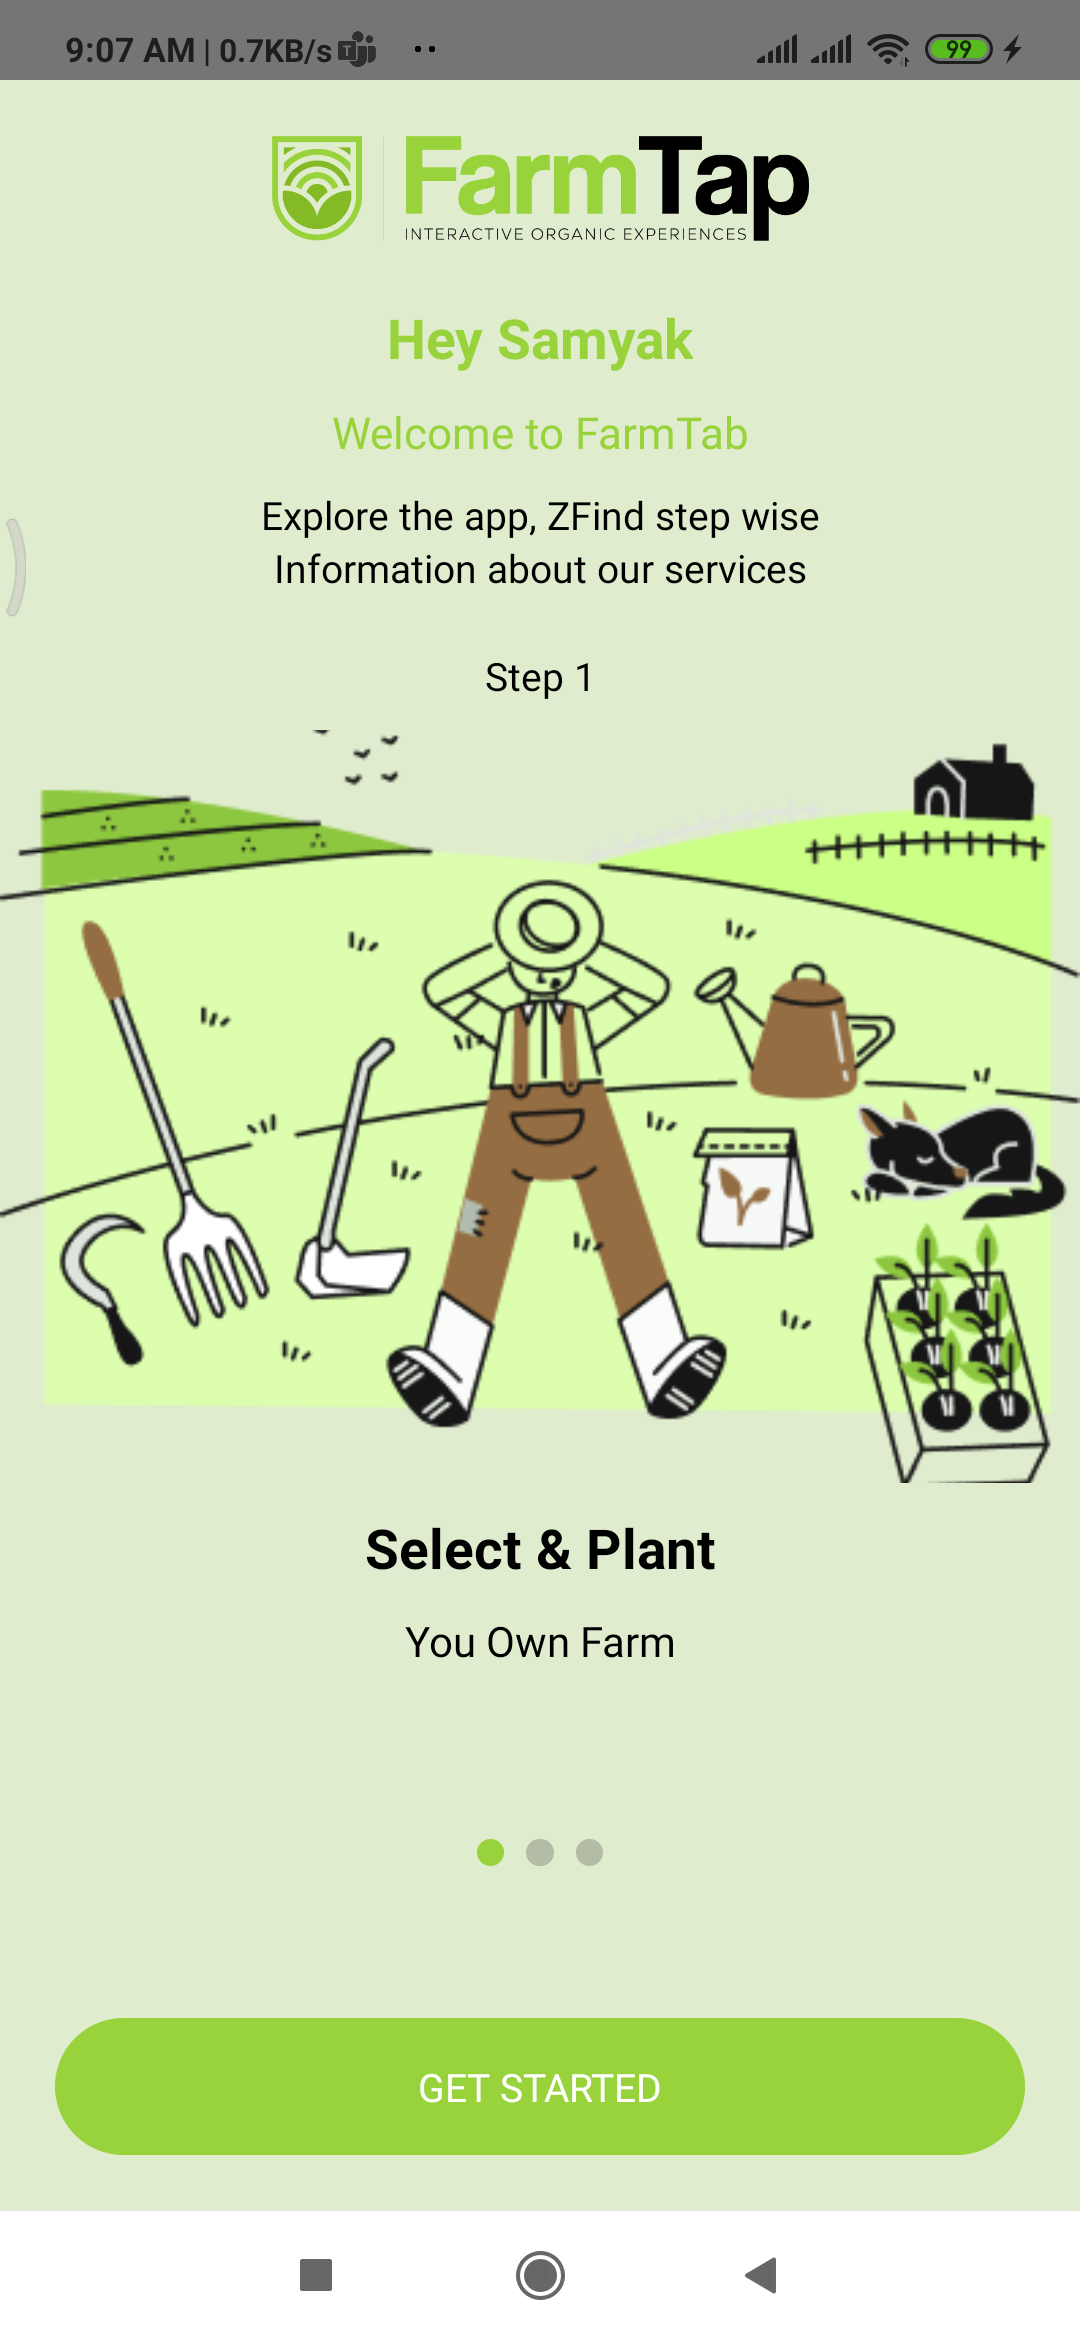 9:07 AM | 0.7KB/s
99
FarmTap
INTERACTIVE ORGANIC EXPERIENCES
Hey Samyak
Welcome to FarmTab
Explore the app, ZFind step wise
Information about our services
Step 1
Select & Plant
You Own Farm
GET STARTED